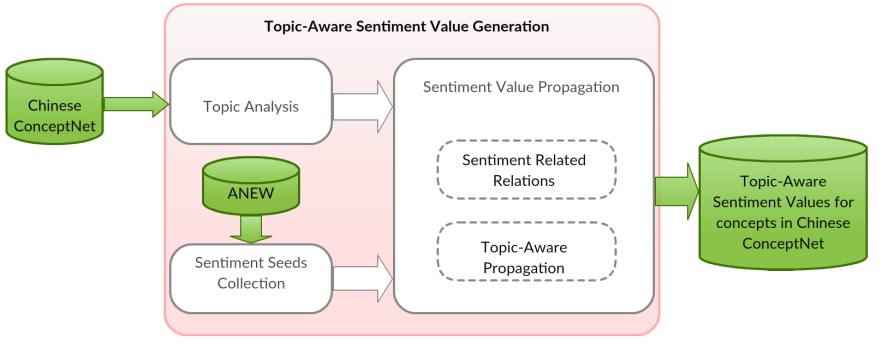 Topic-Aware Sentiment Value Generation
Chinese
ConceptNet
Topic Analysis
ANEW
Sentiment Seeds
Collection
Sentiment Value Propagation
Sentiment Related
Relations
Topic-Aware
Propagation
Topic-Aware
Sentiment Values for
concepts in Chinese
ConceptNet